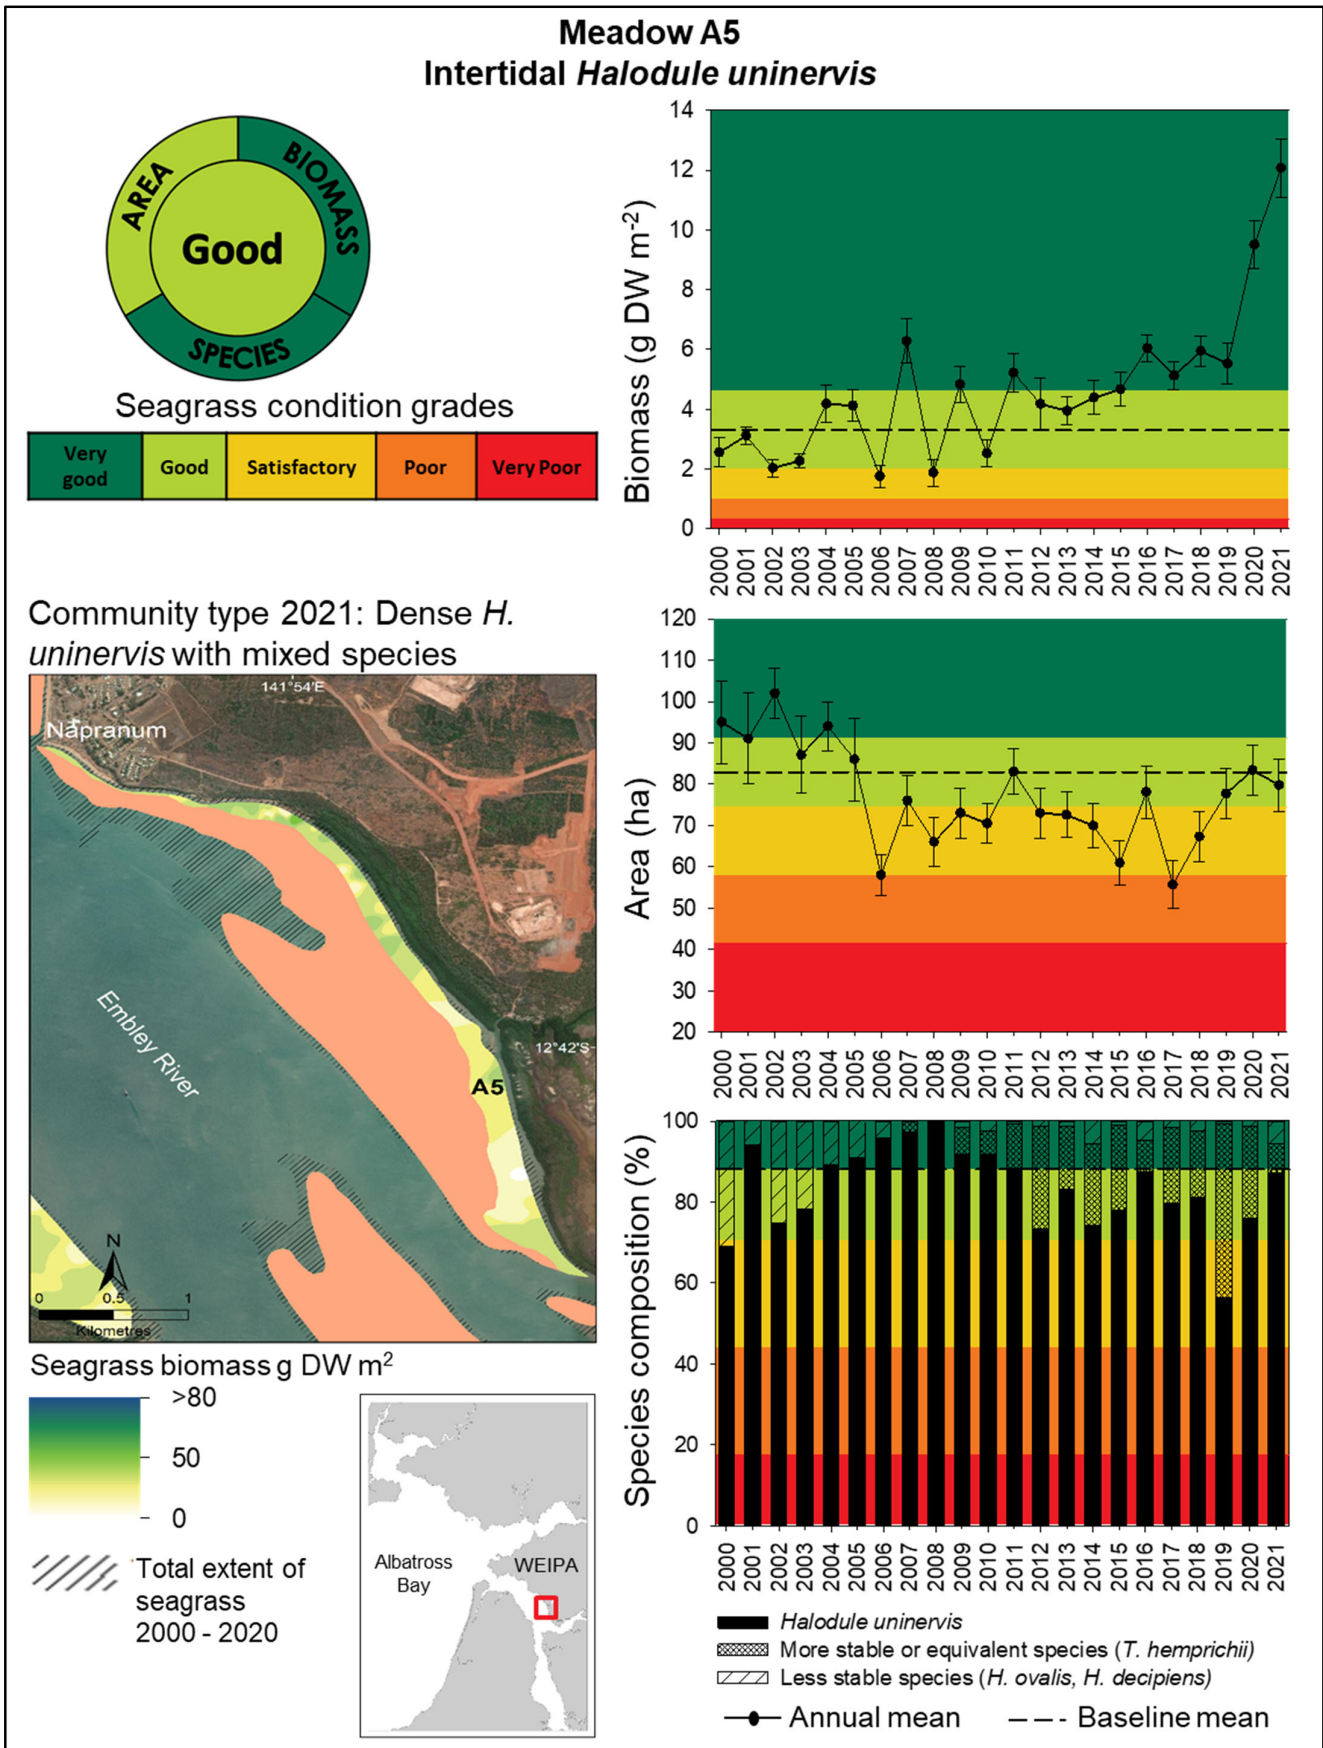 Meadow A5
Intertidal Halodule uninervis
AREA
BIOMASS
SPECIES
Good
Seagrass condition grades
Very good
Good
Satisfactory
Poor
Very Poor
Biomass (g DW m-2)
14
12
10
8
6
4
2
0
2000 2001 2002 2003 2004 2005 2006 2007 2008 2009 2010 2011 2012 2013 2014 2015 2016 2017 2018 2019 2020 2021
Community type 2021: Dense H.
uninervis with mixed species
141°54'E
Napranum
Embley River
12°42'S
A5
N
0 0.5 1
Kilometres
Area (ha)
120
110
100
90
80
70
60
50
40
30
20
2000 2001 2002 2003 2004 2005 2006 2007 2008 2009 2010 2011 2012 2013 2014 2015 2016 2017 2018 2019 2020 2021
Species composition (%)
100
80
60
40
20
0
2000 2001 2002 2003 2004 2005 2006 2007 2008 2009 2010 2011 2012 2013 2014 2015 2016 2017 2018 2019 2020 2021
Seagrass biomass g DW m2
>80
50
0
Total extent of
seagrass
2000 - 2020
Albatross
Bay
WEIPA
Halodule uninervis
More stable or equivalent species (T. hemprichii)
Less stable species (H. ovalis, H. decipiens)
Annual mean
Baseline mean